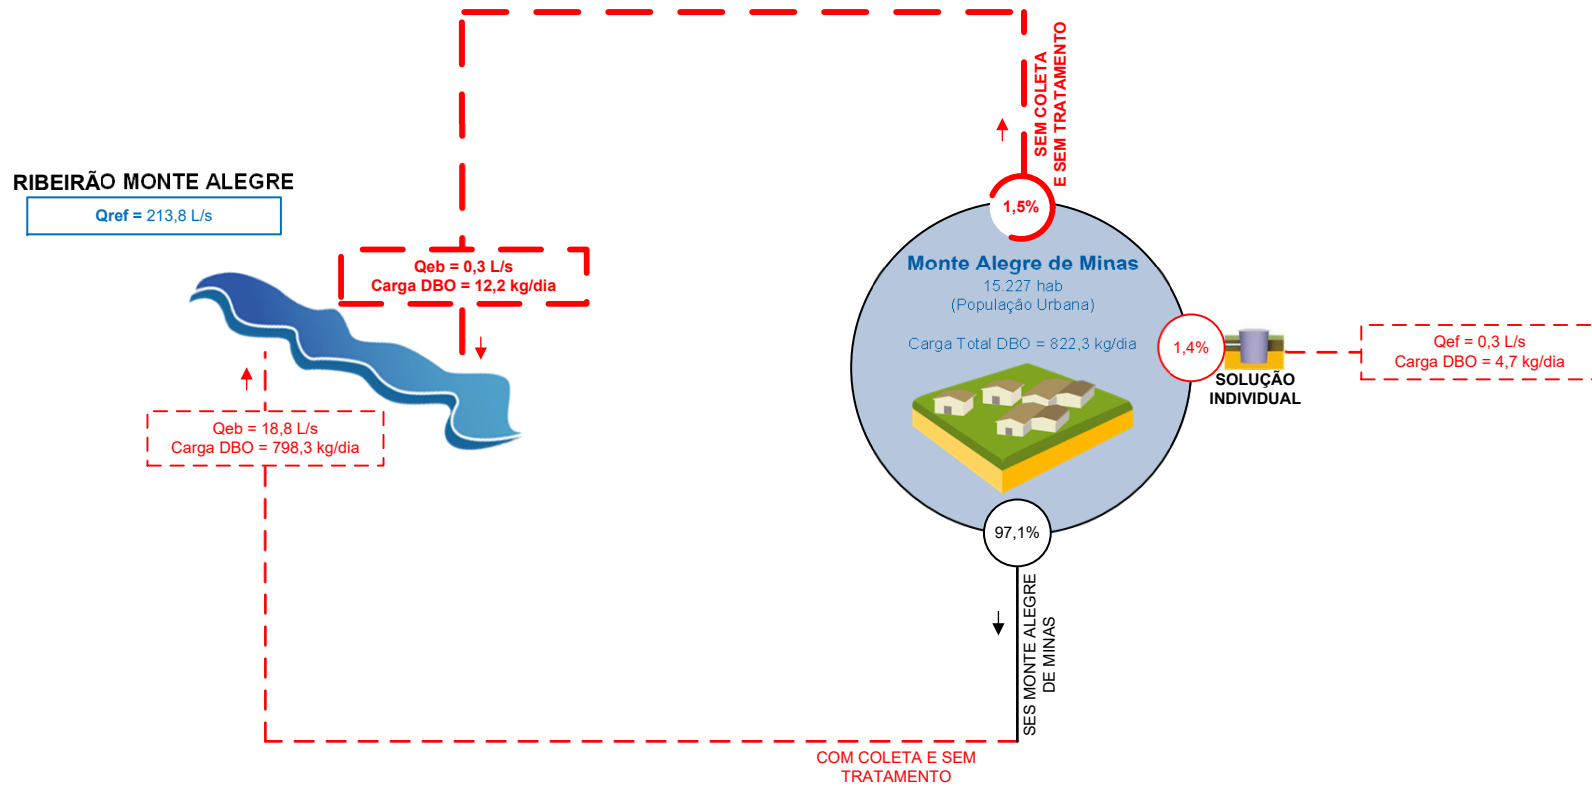 SEM COLETA
E SEM TRATAMENTO
RIBEIRÃO MONTE ALEGRE
Qref = 213,8 L/s
1,5%
Qeb = 0,3 L/s
Carga DBO = 12,2 kg/dia
Monte Alegre de Minas
15.227 hab
(População Urbana)
Carga Total DBO = 822,3 kg/dia
1,4%
SOLUÇÃO
INDIVIDUAL
Qef = 0,3 L/s
Carga DBO = 4,7 kg/dia
Qeb = 18,8 L/s
Carga DBO = 798,3 kg/dia
97,1%
SES MONTE ALEGRE
DE MINAS
COM COLETA E SEM
TRATAMENTO